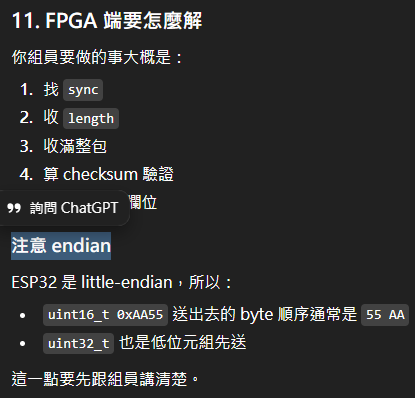 11. FPGA 端要怎麼解
你組員要做的事大概是：
1. 找 sync
2. 收 length
3. 收滿整包
4. 算 checksum 驗證
欄位
詢問 ChatGPT
注意 endian
ESP32 是 little-endian，所以：
• uint16_t 0xAA55 送出去的 byte 順序通常是 55 AA
• uint32_t 也是低位元組先送
這一點要先跟組員講清楚。